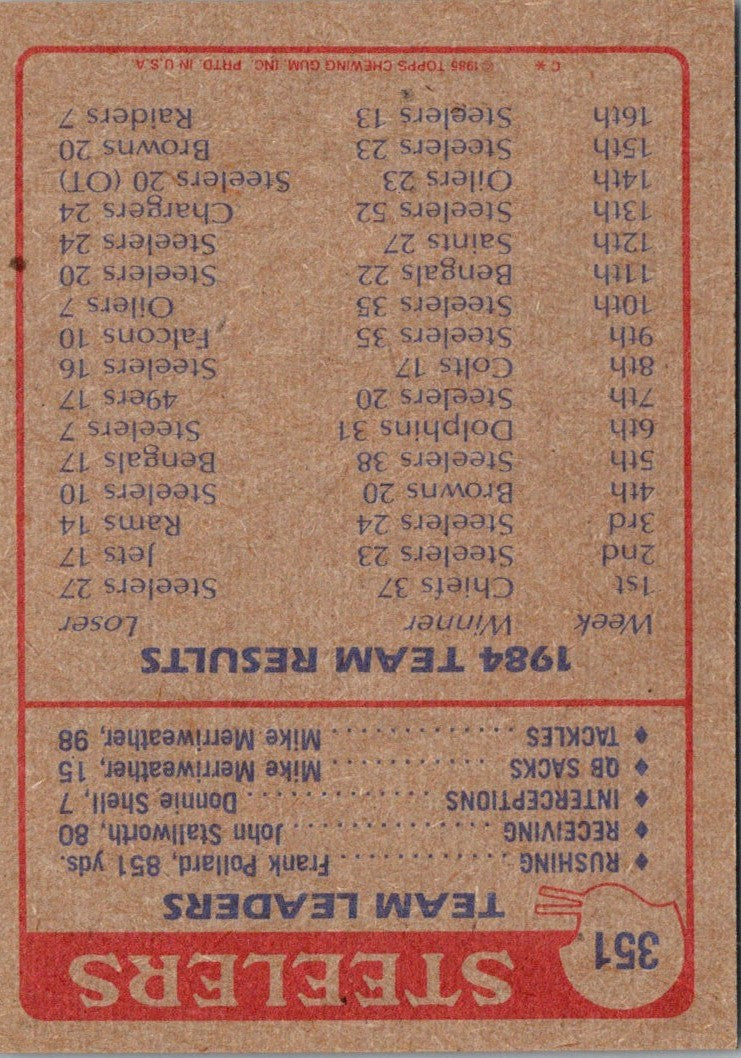 351
STEELERS
TEAM LEADERS
♦ RUSHING . . . . . . . . . . . . . Frank Pollard, 851 yds.
♦ RECEIVING . . . . . . . . . . . . . . . . . John Stallworth, 80
♦ INTERCEPTIONS . . . . . . . . . . . . . . . Donnie Shell, 7
♦ QB SACKS . . . . . . . . . . . . . . . Mike Merriweather, 15
♦ TACKLES . . . . . . . . . . . . . . . . Mike Merriweather, 98
1984 TEAM RESULTS
Week Winner Loser
1st Chiefs 37 Steelers 27
2nd Steelers 23 Jets 17
3rd Steelers 24 Rams 14
4th Browns 20 Steelers 10
5th Steelers 38 Bengals 17
6th Dolphins 31 Steelers 7
7th Steelers 20 49ers 17
8th Colts 17 Steelers 16
9th Steelers 35 Falcons 10
10th Steelers 35 Oilers 7
11th Bengals 22 Steelers 20
12th Saints 27 Steelers 24
13th Steelers 52 Chargers 24
14th Oilers 23 Steelers 20 (OT)
15th Steelers 23 Browns 20
16th Steelers 13 Raiders 7
C * © 1985 TOPPS CHEWING GUM, INC. PRTD. IN U.S.A.